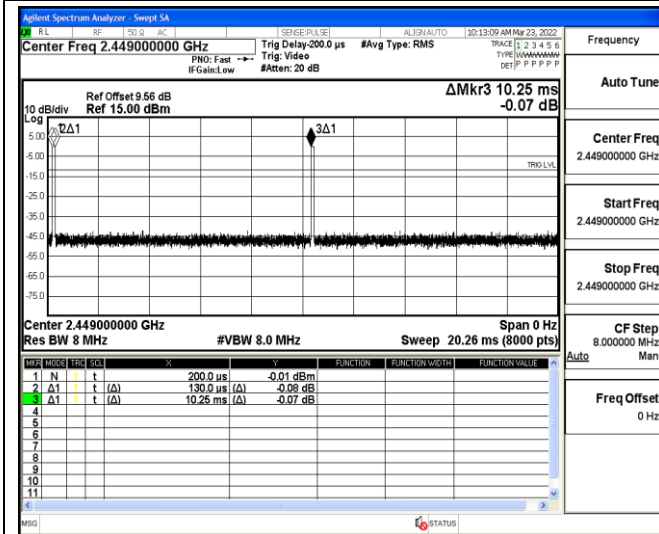 Agilent Spectrum Analyzer - Swept SA
RL RF 50 Ω AC SENSE:PULSE ALIGNAUTO 10:13:09 AM Mar 23, 2022
Center Freq 2.449000000 GHz
PNO: Fast
IFGain:Low
Trig Delay-200.0 µs
Trig: Video
#Atten: 20 dB
#Avg Type: RMS
TRACE 1 2 3 4 5 6
TYPE WWWWWW
DET P P P P P P
Ref Offset 9.56 dB
10 dB/div Ref 15.00 dBm
ΔMkr3 10.25 ms
-0.07 dB
Log
2Δ1
3Δ1
5.00
-5.00
TRIG LVL
-15.0
-25.0
-35.0
-45.0
-55.0
-65.0
-75.0
Center 2.449000000 GHz Span 0 Hz
Res BW 8 MHz #VBW 8.0 MHz Sweep 20.26 ms (8000 pts)
MKR MODE TRC SCL X Y FUNCTION FUNCTION WIDTH FUNCTION VALUE
1 N 1 t 200.0 µs -0.01 dBm
2 Δ1 1 t (Δ) 130.0 µs (Δ) -0.08 dB
3 Δ1 1 t (Δ) 10.25 ms (Δ) -0.07 dB
4
5
6
7
8
9
10
11
MSG STATUS
Frequency
Auto Tune
Center Freq
2.449000000 GHz
Start Freq
2.449000000 GHz
Stop Freq
2.449000000 GHz
CF Step
8.000000 MHz
Auto Man
Freq Offset
0 Hz